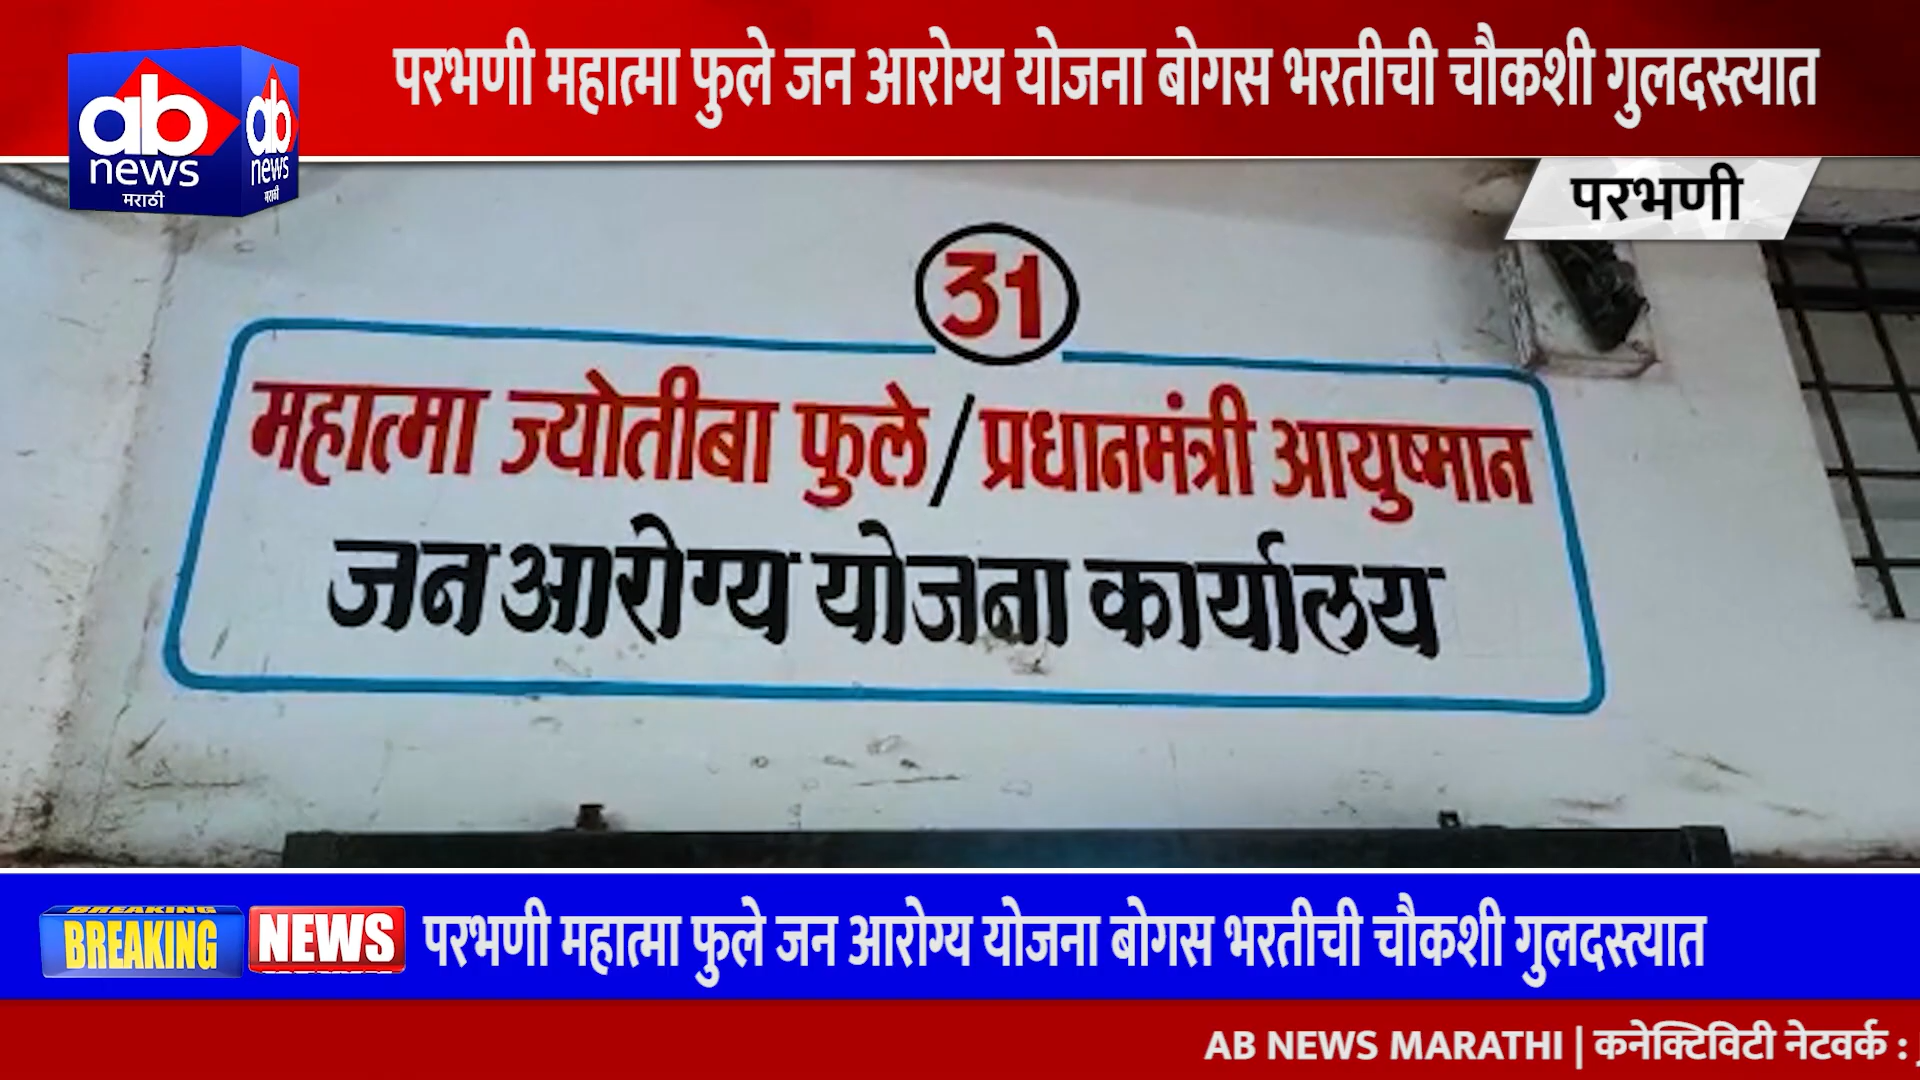 परभणी महात्मा फुले जन आरोग्य योजना बोगस भरतीची चौकशी गुलदस्त्यात
ab ab
news news
मराठी मराठी
परभणी
31
महात्मा ज्योतीबा फुले/प्रधानमंत्री आयुष्मान
जन आरोग्य योजना कार्यालय
BREAKING NEWS परभणी महात्मा फुले जन आरोग्य योजना बोगस भरतीची चौकशी गुलदस्त्यात
AB NEWS MARATHI | कनेक्टिविटी नेटवर्क :